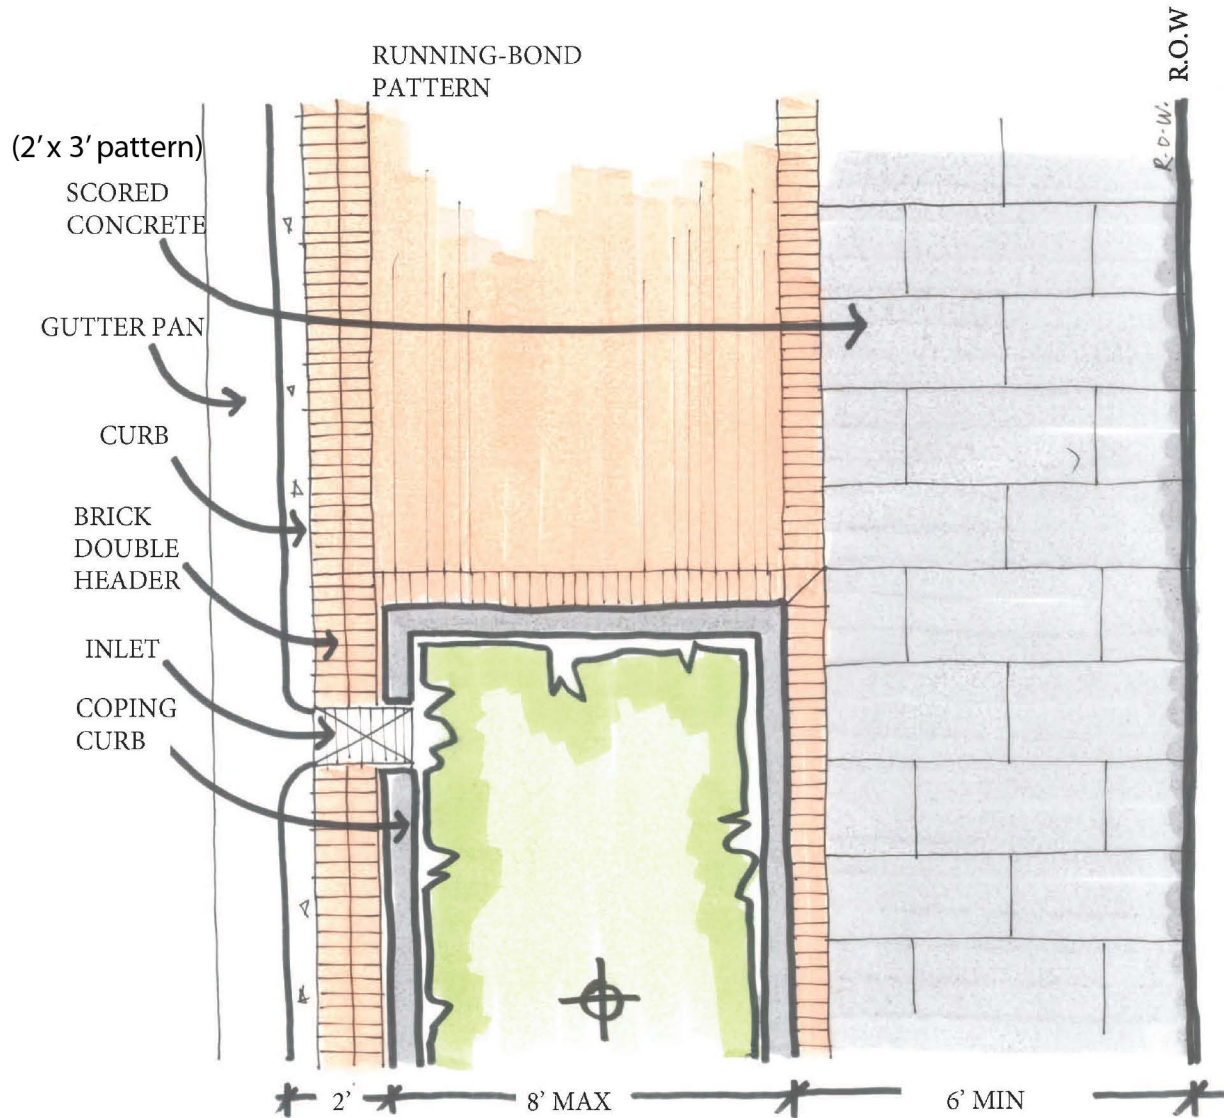 RUNNING-BOND
PATTERN
R.O.W
R.O.W.
(2' x 3' pattern)
SCORED
CONCRETE
GUTTER PAN
CURB
BRICK
DOUBLE
HEADER
INLET
COPING
CURB
2'
8' MAX
6' MIN